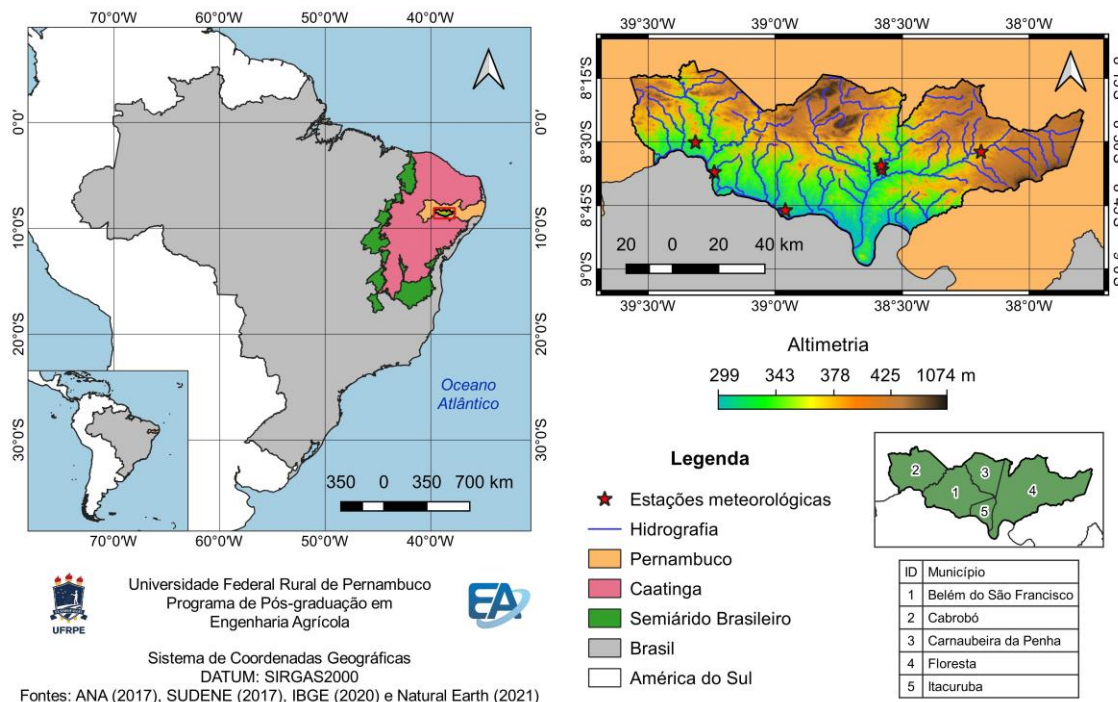 70°0'W 60°0'W 50°0'W 40°0'W
0°0'
10°0'S
20°0'S
30°0'S
0°0'
10°0'S
20°0'S
30°0'S
Oceano
Atlântico
350 0 350 700 km
70°0'W 60°0'W 50°0'W 40°0'W
UFRPE
Universidade Federal Rural de Pernambuco
Programa de Pós-graduação em
Engenharia Agrícola
EA
Sistema de Coordenadas Geográficas
DATUM: SIRGAS2000
Fontes: ANA (2017), SUDENE (2017), IBGE (2020) e Natural Earth (2021)
39°30'W 39°0'W 38°30'W 38°0'W
8°15'S
8°30'S
8°45'S
9°0'S
20 0 20 40 km
39°30'W 39°0'W 38°30'W 38°0'W
Altimetria
299 343 378 425 1074 m
Legenda
Estações meteorológicas
Hidrografia
Pernambuco
Caatinga
Semiárido Brasileiro
Brasil
América do Sul
2
3
1
4
5
ID Município
1 Belém do São Francisco
2 Cabrobó
3 Carnaubeira da Penha
4 Floresta
5 Itacuruba